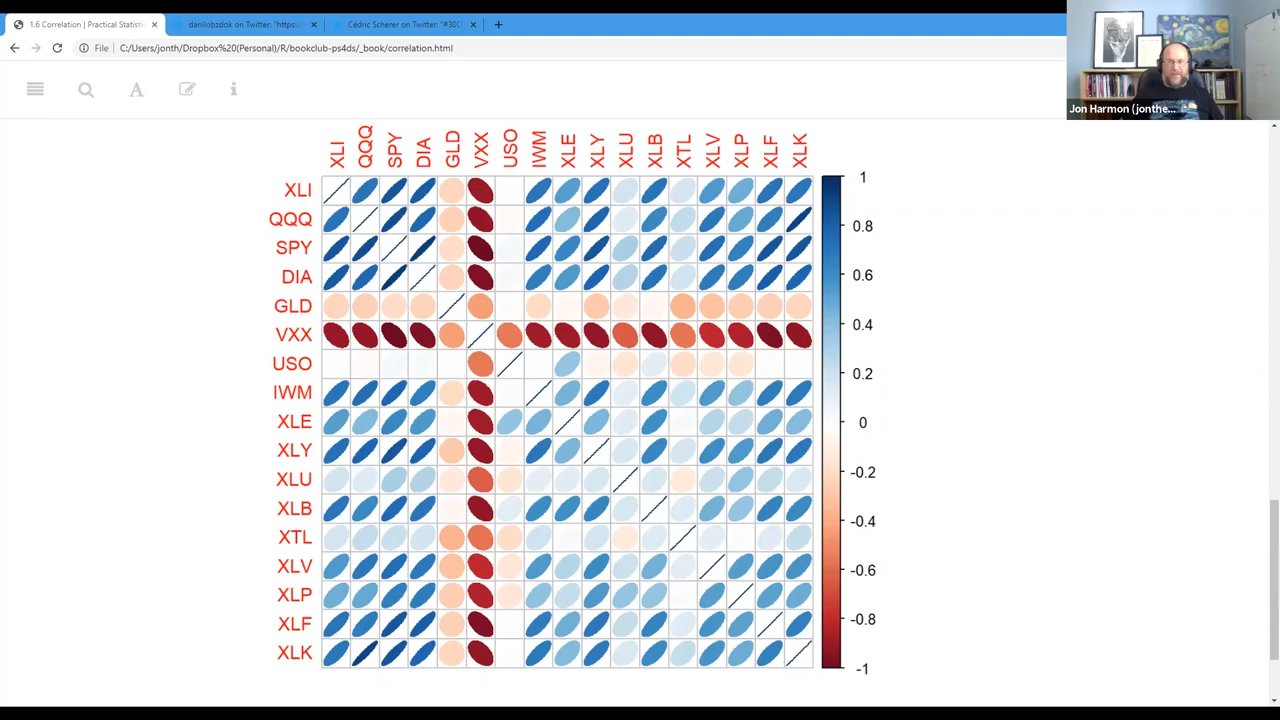 1.6 Correlation | Practical Statis
danilobzdok on Twitter: "https:/
Cédric Scherer on Twitter: "#30D
File
C:/Users/jonth/Dropbox%20(Personal)/R/bookclub-ps4ds/_book/correlation.html
Jon Harmon (jonthe...
XLI QQQ SPY DIA GLD VXX USO IWM XLE XLY XLU XLB XTL XLV XLP XLF XLK
XLI
QQQ
SPY
DIA
GLD
VXX
USO
IWM
XLE
XLY
XLU
XLB
XTL
XLV
XLP
XLF
XLK
1
0.8
0.6
0.4
0.2
0
-0.2
-0.4
-0.6
-0.8
-1